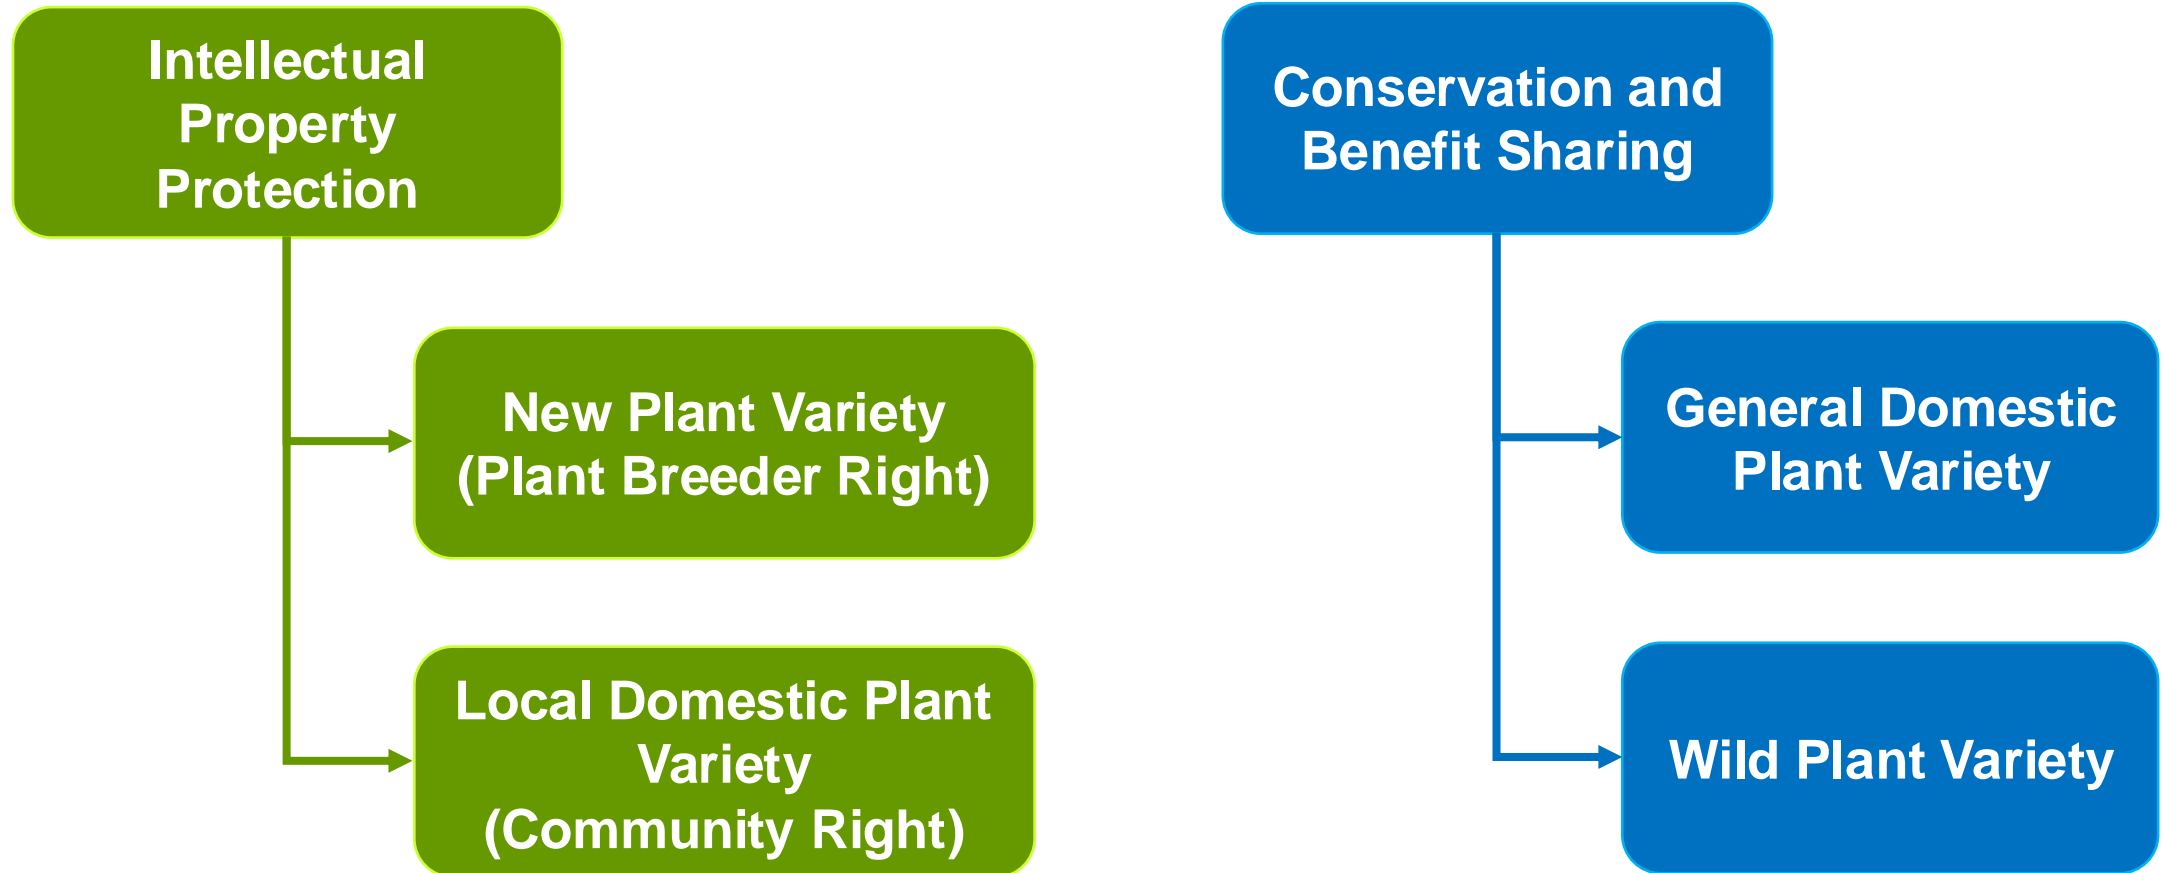 Intellectual
Property
Protection
Conservation and
Benefit Sharing
New Plant Variety
(Plant Breeder Right)
General Domestic
Plant Variety
Local Domestic Plant
Variety
(Community Right)
Wild Plant Variety